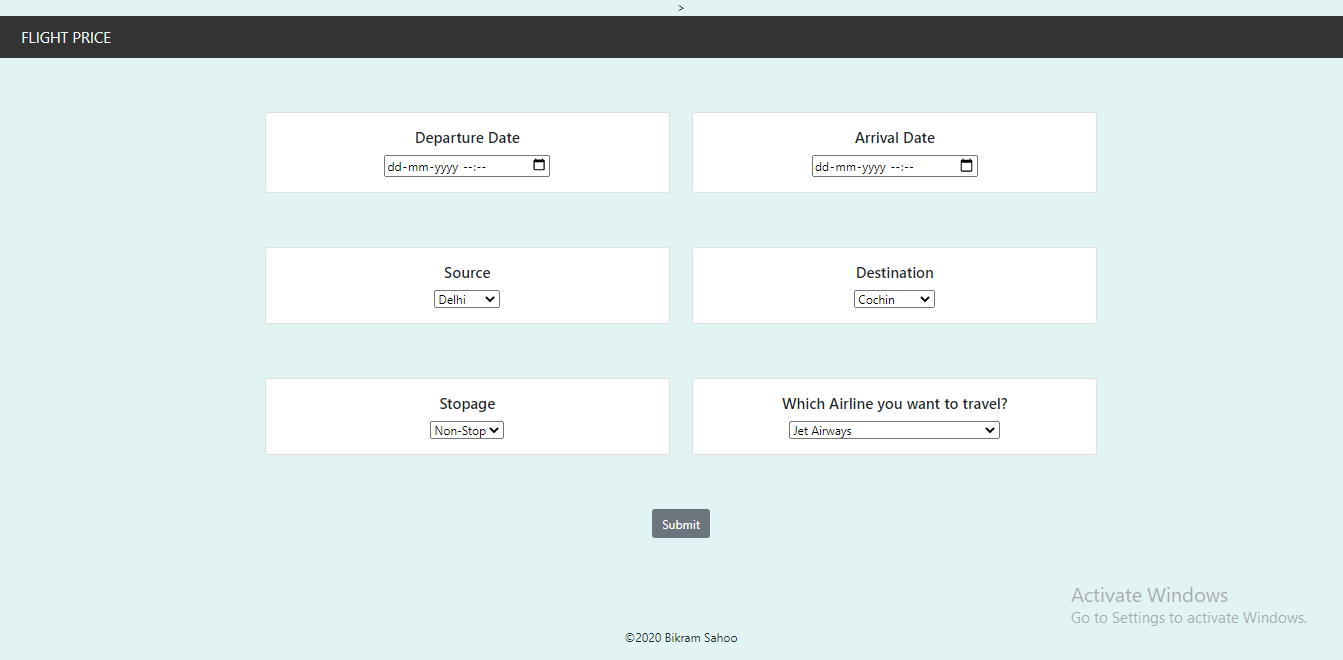 >
FLIGHT PRICE
Departure Date
dd-mm-yyyy --:--
Arrival Date
dd-mm-yyyy --:--
Source
Delhi
Destination
Cochin
Stopage
Non-Stop
Which Airline you want to travel?
Jet Airways
Submit
Activate Windows
Go to Settings to activate Windows.
©2020 Bikram Sahoo